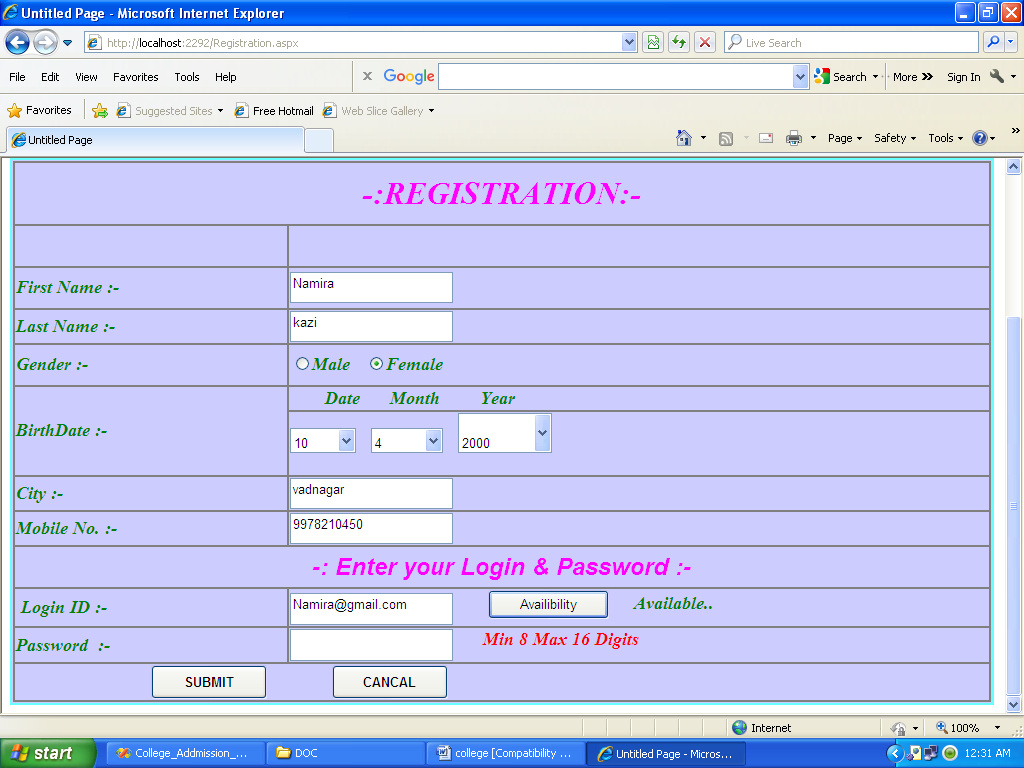 Untitled Page - Microsoft Internet Explorer
http://localhost:2292/Registration.aspx
Live Search
File Edit View Favorites Tools Help
x Google Search More >> Sign In
Favorites Suggested Sites Free Hotmail Web Slice Gallery
Untitled Page
Page Safety Tools ? »
-:REGISTRATION:-
First Name :- Namira
Last Name :- kazi
Gender :- Male Female
Date Month Year
BirthDate :- 10 4 2000
City :- vadnagar
Mobile No. :- 9978210450
-: Enter your Login & Password :-
Login ID :- Namira@gmail.com Availibility Available..
Password :- Min 8 Max 16 Digits
SUBMIT CANCAL
Internet 100%
start College_Addmission_... DOC college [Compatibility ... Untitled Page - Micros... 12:31 AM